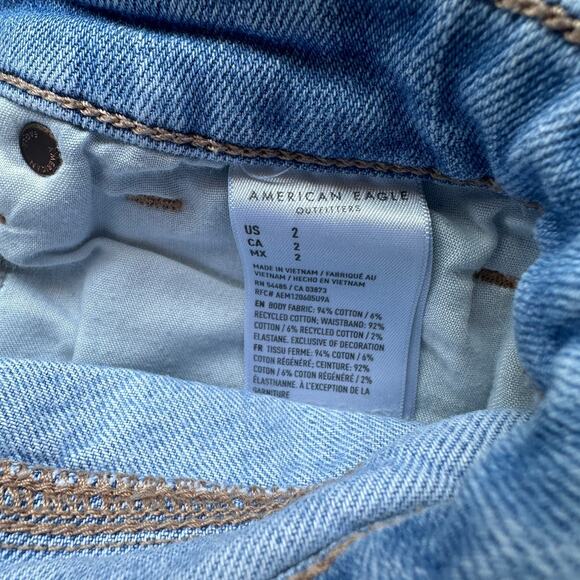 AMERICAN EAGLE
OUTFITTERS
US 2
CA 2
MX 2
MADE IN VIETNAM / FABRIQUÉ AU
VIETNAM / HECHO EN VIETNAM
RN 54485 / CA 03873
RFC# AEM120605U9A
EN BODY FABRIC: 94% COTTON / 6%
RECYCLED COTTON; WAISTBAND: 92%
COTTON / 6% RECYCLED COTTON / 2%
ELASTANE. EXCLUSIVE OF DECORATION
FR TISSU FERME: 94% COTON / 6%
COTON RÉGÉNÉRÉ; CEINTURE: 92%
COTON / 6% COTON RÉGÉNÉRÉ / 2%
ÉLASTHANNE. À L'EXCEPTION DE LA
GARNITURE